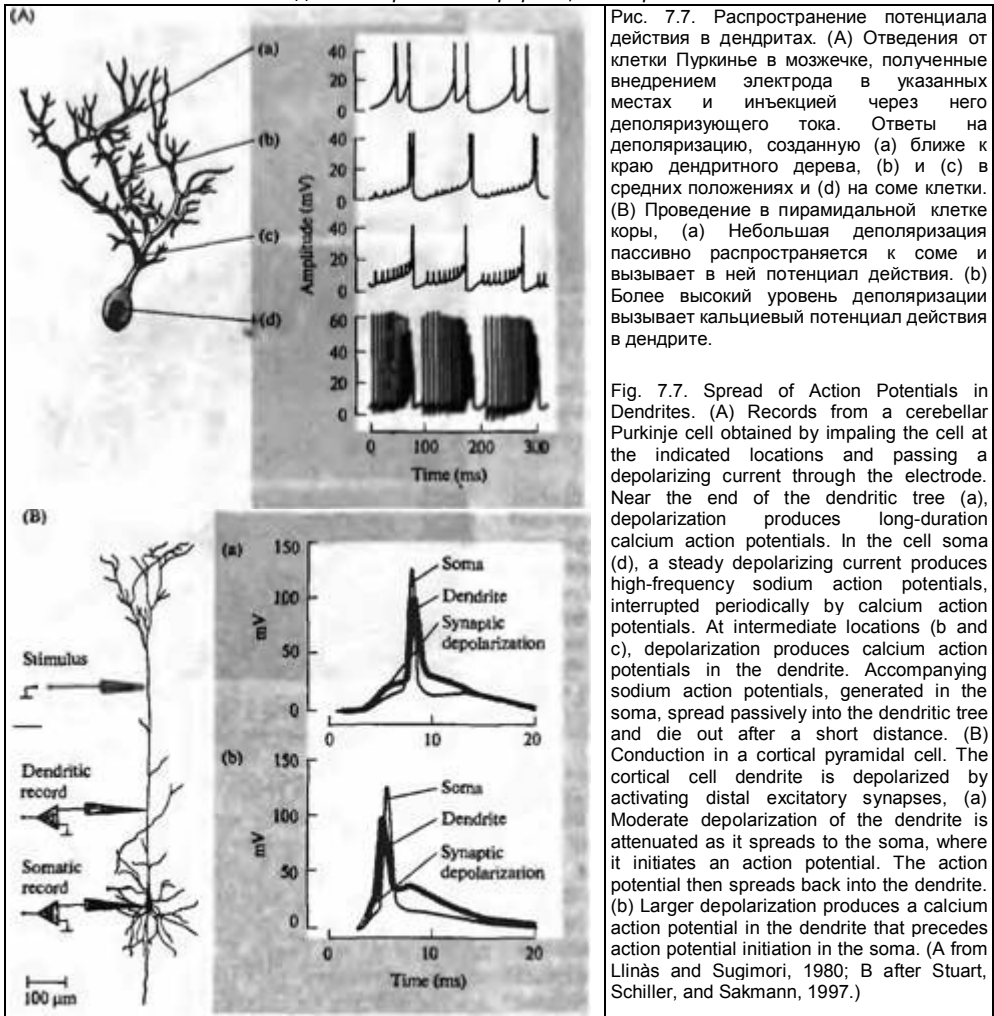 (A)
(a)
(b)
(c)
(d)
Amplitude (mV)
40
20
0
40
20
0
40
20
0
60
40
20
0
0
100
200
300
Time (ms)
(B)
Stimulus
Dendritic
record
Somatic
record
100 µm
(a)
mV
150
100
50
0
Soma
Dendrite
Synaptic
depolarization
0
10
20
(b)
mV
150
100
50
0
Soma
Dendrite
Synaptic
depolarization
0
10
20
Time (ms)
Рис. 7.7. Распространение потенциала
действия в дендритах. (А) Отведения от
клетки Пуркинье в мозжечке, полученные
внедрением электрода в указанных
местах и инъекцией через него
деполяризующего тока. Ответы на
деполяризацию, созданную (а) ближе к
краю дендритного дерева, (b) и (с) в
средних положениях и (d) на соме клетки.
(В) Проведение в пирамидальной клетке
коры, (а) Небольшая деполяризация
пассивно распространяется к соме и
вызывает в ней потенциал действия. (b)
Более высокий уровень деполяризации
вызывает кальциевый потенциал действия
в дендрите.
Fig. 7.7. Spread of Action Potentials in
Dendrites. (A) Records from a cerebellar
Purkinje cell obtained by impaling the cell at
the indicated locations and passing a
depolarizing current through the electrode.
Near the end of the dendritic tree (a),
depolarization produces long-duration
calcium action potentials. In the cell soma
(d), a steady depolarizing current produces
high-frequency sodium action potentials,
interrupted periodically by calcium action
potentials. At intermediate locations (b and
c), depolarization produces calcium action
potentials in the dendrite. Accompanying
sodium action potentials, generated in the
soma, spread passively into the dendritic tree
and die out after a short distance. (B)
Conduction in a cortical pyramidal cell. The
cortical cell dendrite is depolarized by
activating distal excitatory synapses, (a)
Moderate depolarization of the dendrite is
attenuated as it spreads to the soma, where
it initiates an action potential. The action
potential then spreads back into the dendrite.
(b) Larger depolarization produces a calcium
action potential in the dendrite that precedes
action potential initiation in the soma. (A from
Llinàs and Sugimori, 1980; B after Stuart,
Schiller, and Sakmann, 1997.)